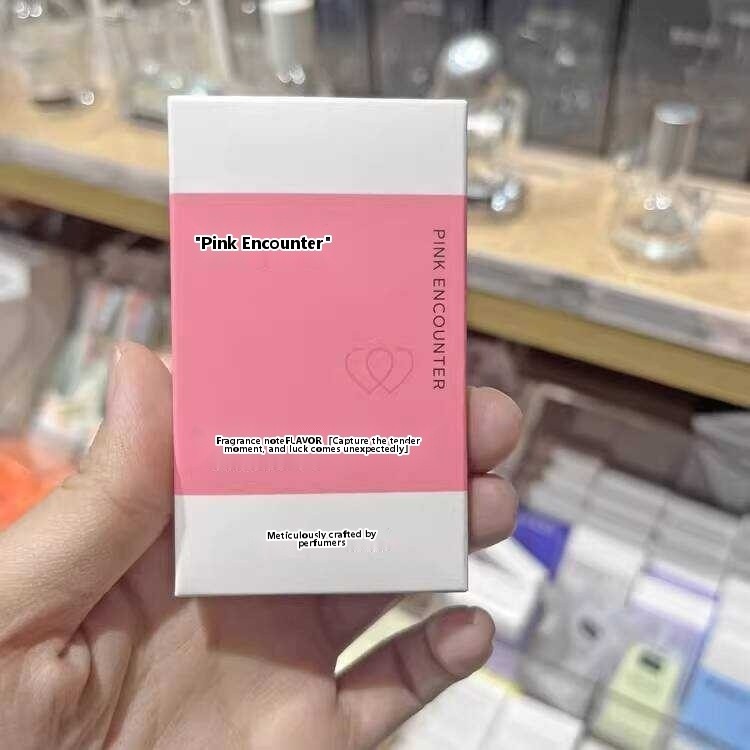 "Pink Encounter"
PINK ENCOUNTER
Fragrance noteFLAVOR [Capture the tender
moment, and luck comes unexpectedly]
Meticulously crafted by
perfumers